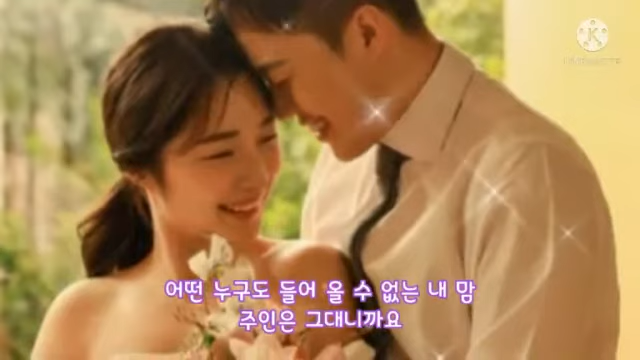 어떤 누구도 들어 올 수 없는 내 맘
주인은 그대니까요